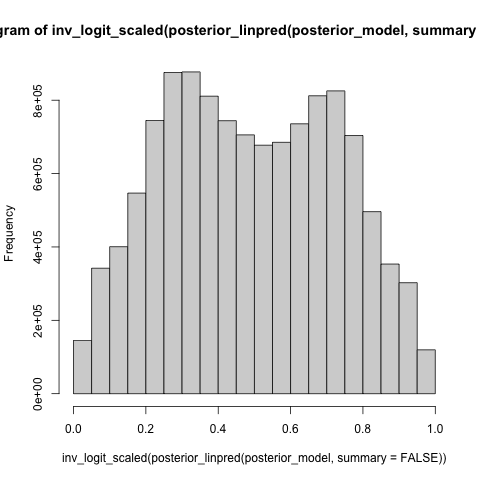 gram of inv_logit_scaled(posterior_linpred(posterior_model, summary
8e+05
6e+05
4e+05
2e+05
0e+00
Frequency
0.0 0.2 0.4 0.6 0.8 1.0
inv_logit_scaled(posterior_linpred(posterior_model, summary = FALSE))